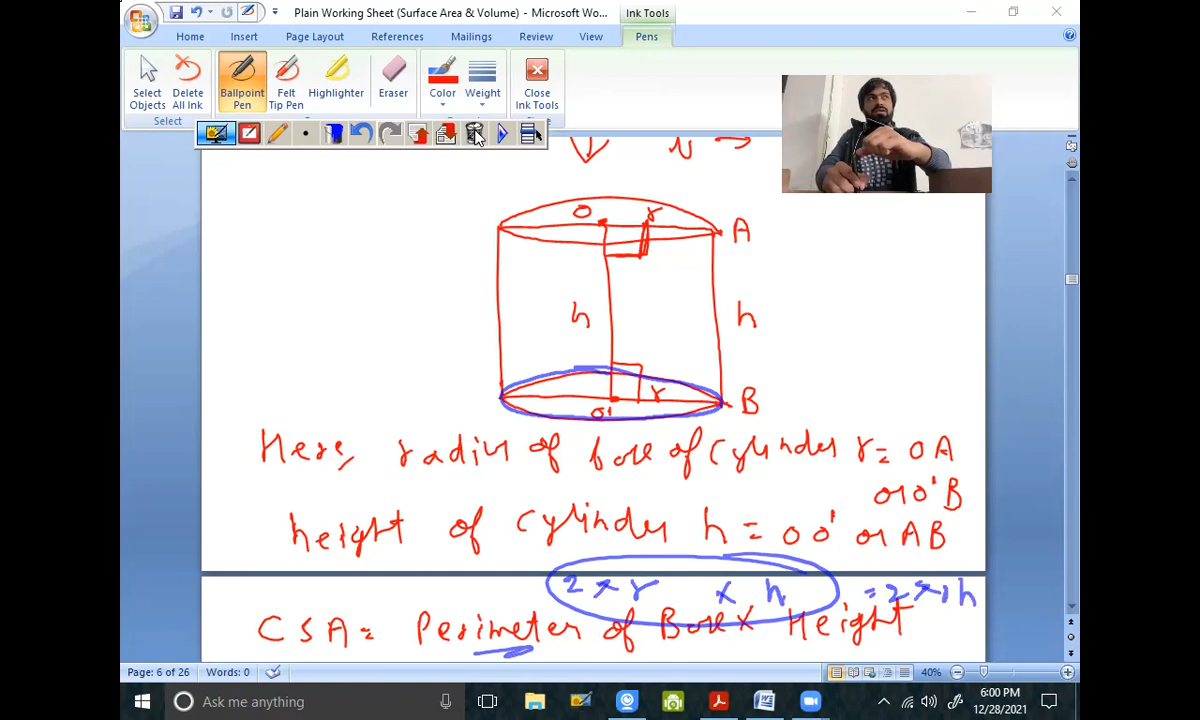 Plain Working Sheet (Surface Area & Volume) - Microsoft Wo...
Ink Tools
Home Insert Page Layout References Mailings Review View Pens
Select Objects
Delete All Ink
Ballpoint Pen
Felt Tip Pen
Highlighter
Eraser
Color
Weight
Close Ink Tools
Select
Close
O r A
h h
O' r B
Here, radius of base of cylinder r = OA
or O'B
height of cylinder h = OO' or AB
2πr × h = 2πrh
CSA = Perimeter of Base × Height
Page: 6 of 26 Words: 0 40%
Ask me anything
6:00 PM
12/28/2021